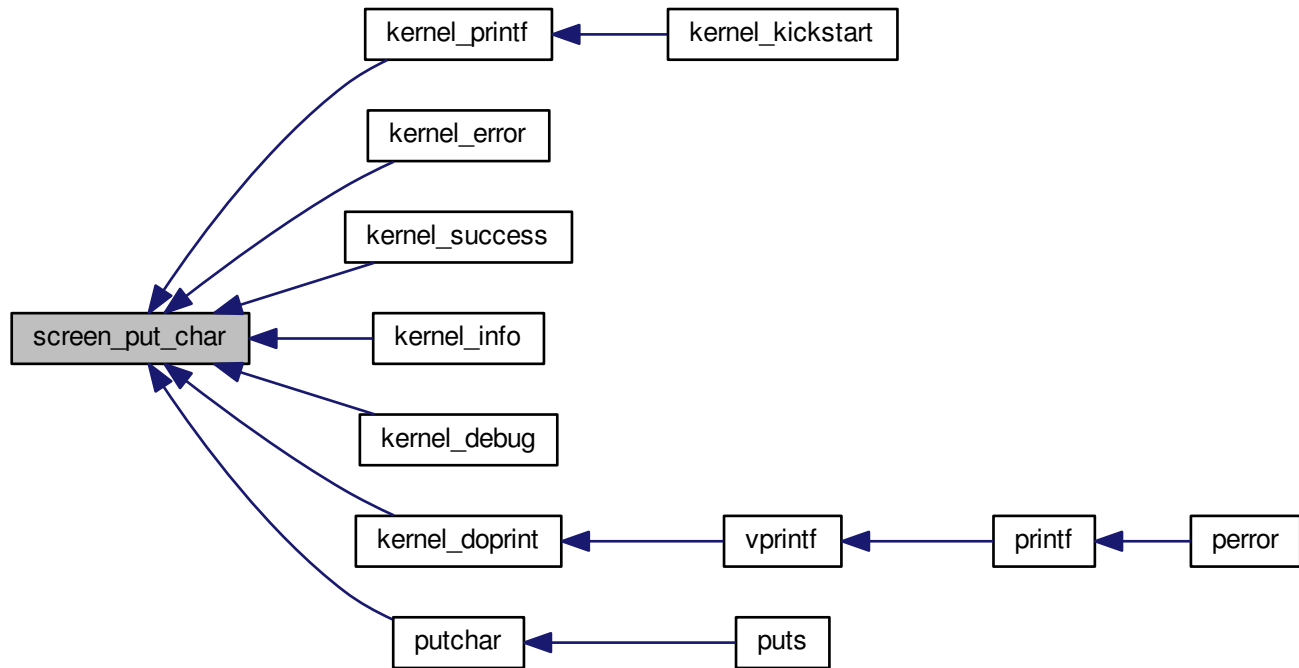 kernel_printf
kernel_kickstart
kernel_error
kernel_success
screen_put_char
kernel_info
kernel_debug
kernel_doprint
vprintf
printf
perror
putchar
puts